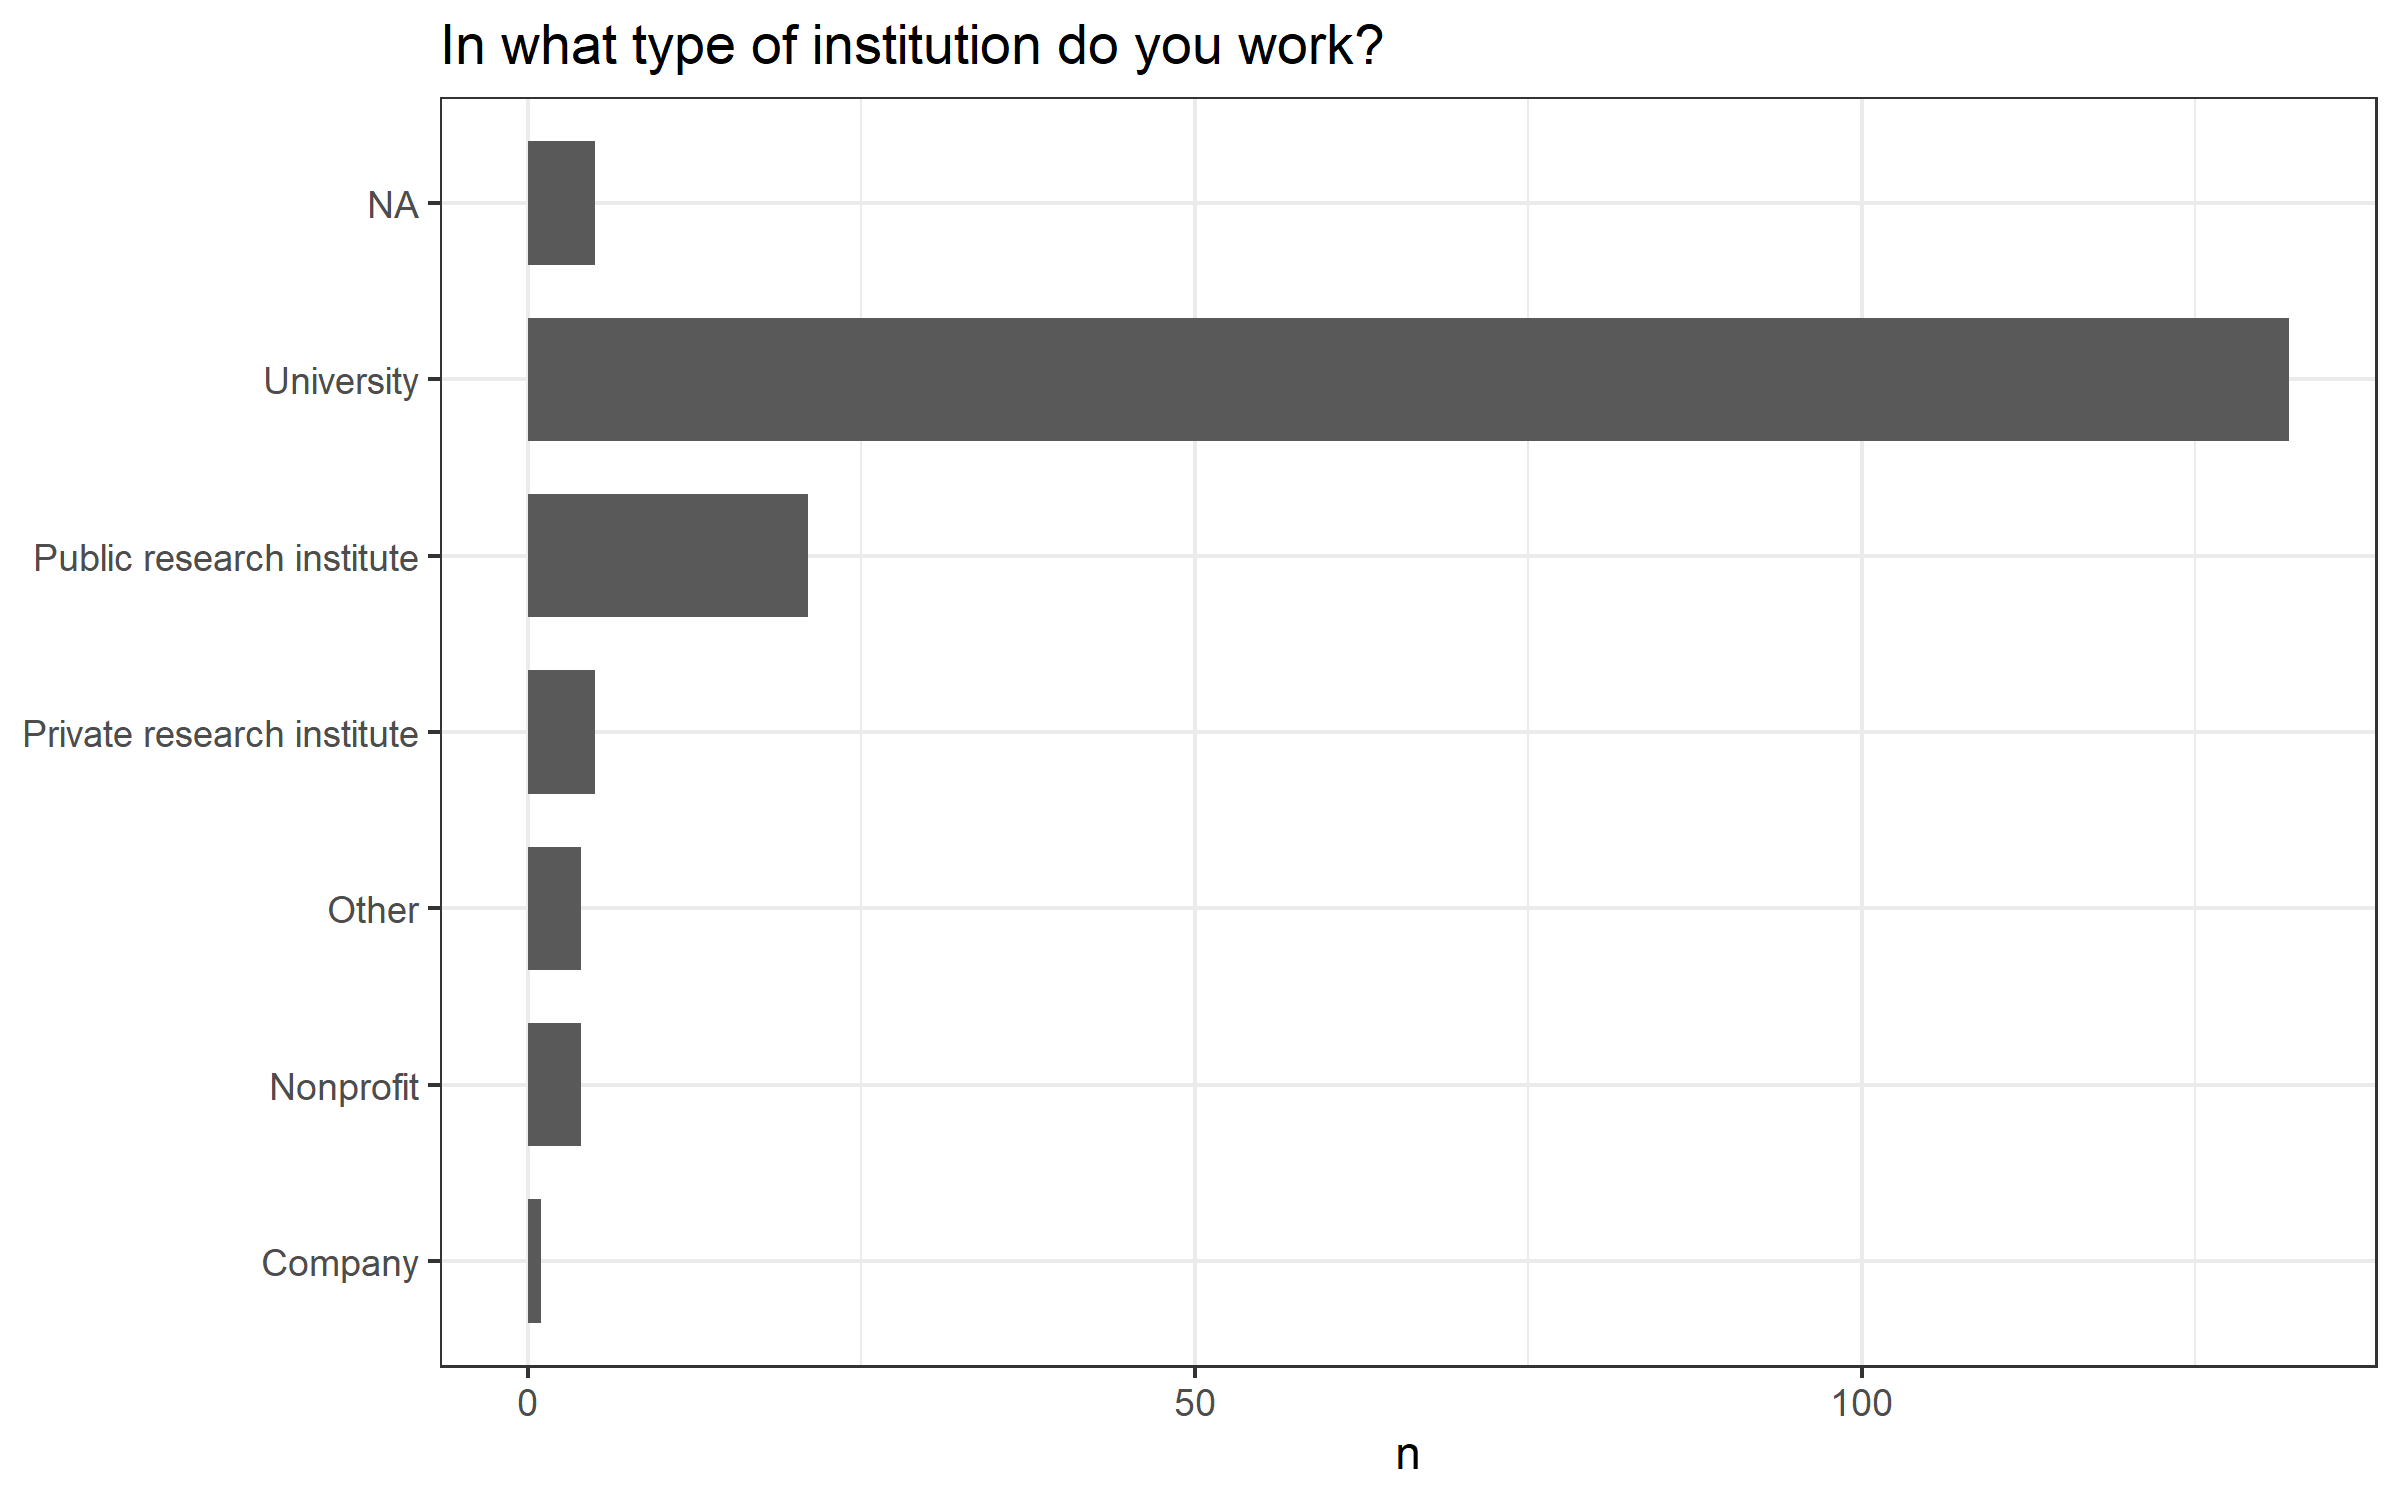 In what type of institution do you work?
NA
University
Public research institute
Private research institute
Other
Nonprofit
Company
0 50 100
n